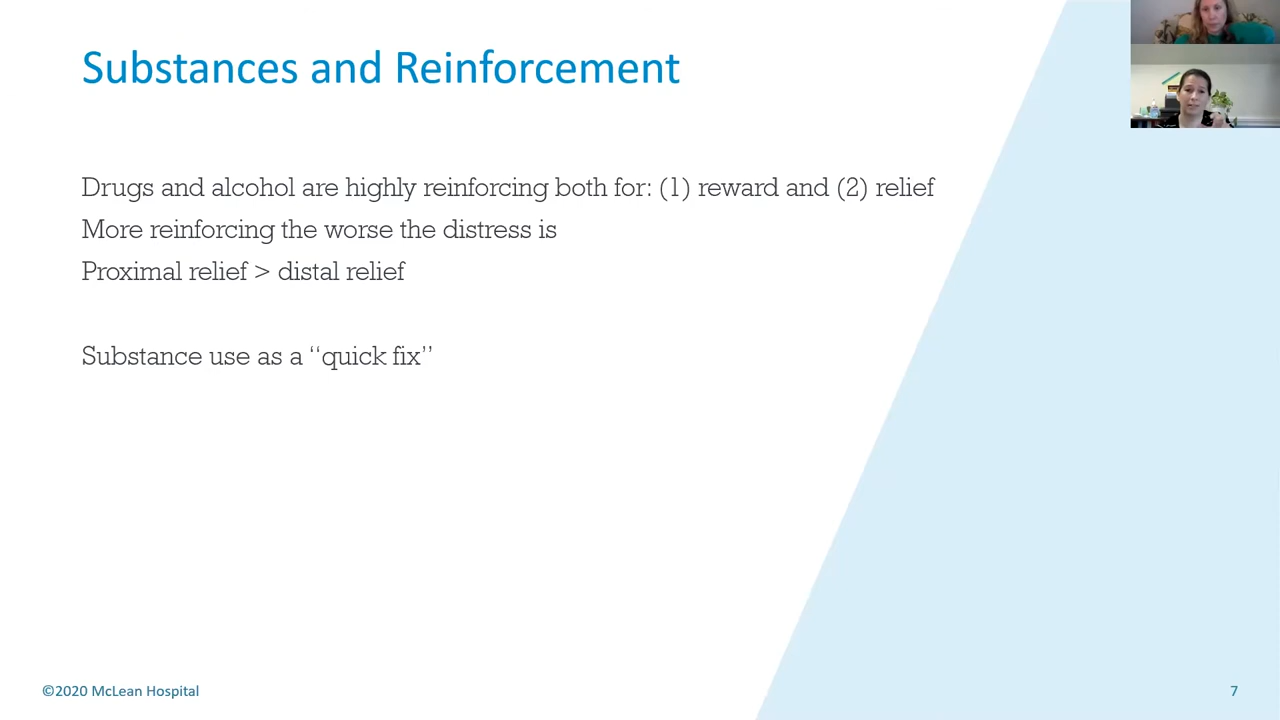 Substances and Reinforcement
Drugs and alcohol are highly reinforcing both for: (1) reward and (2) relief
More reinforcing the worse the distress is
Proximal relief > distal relief
Substance use as a “quick fix”
©2020 McLean Hospital
7